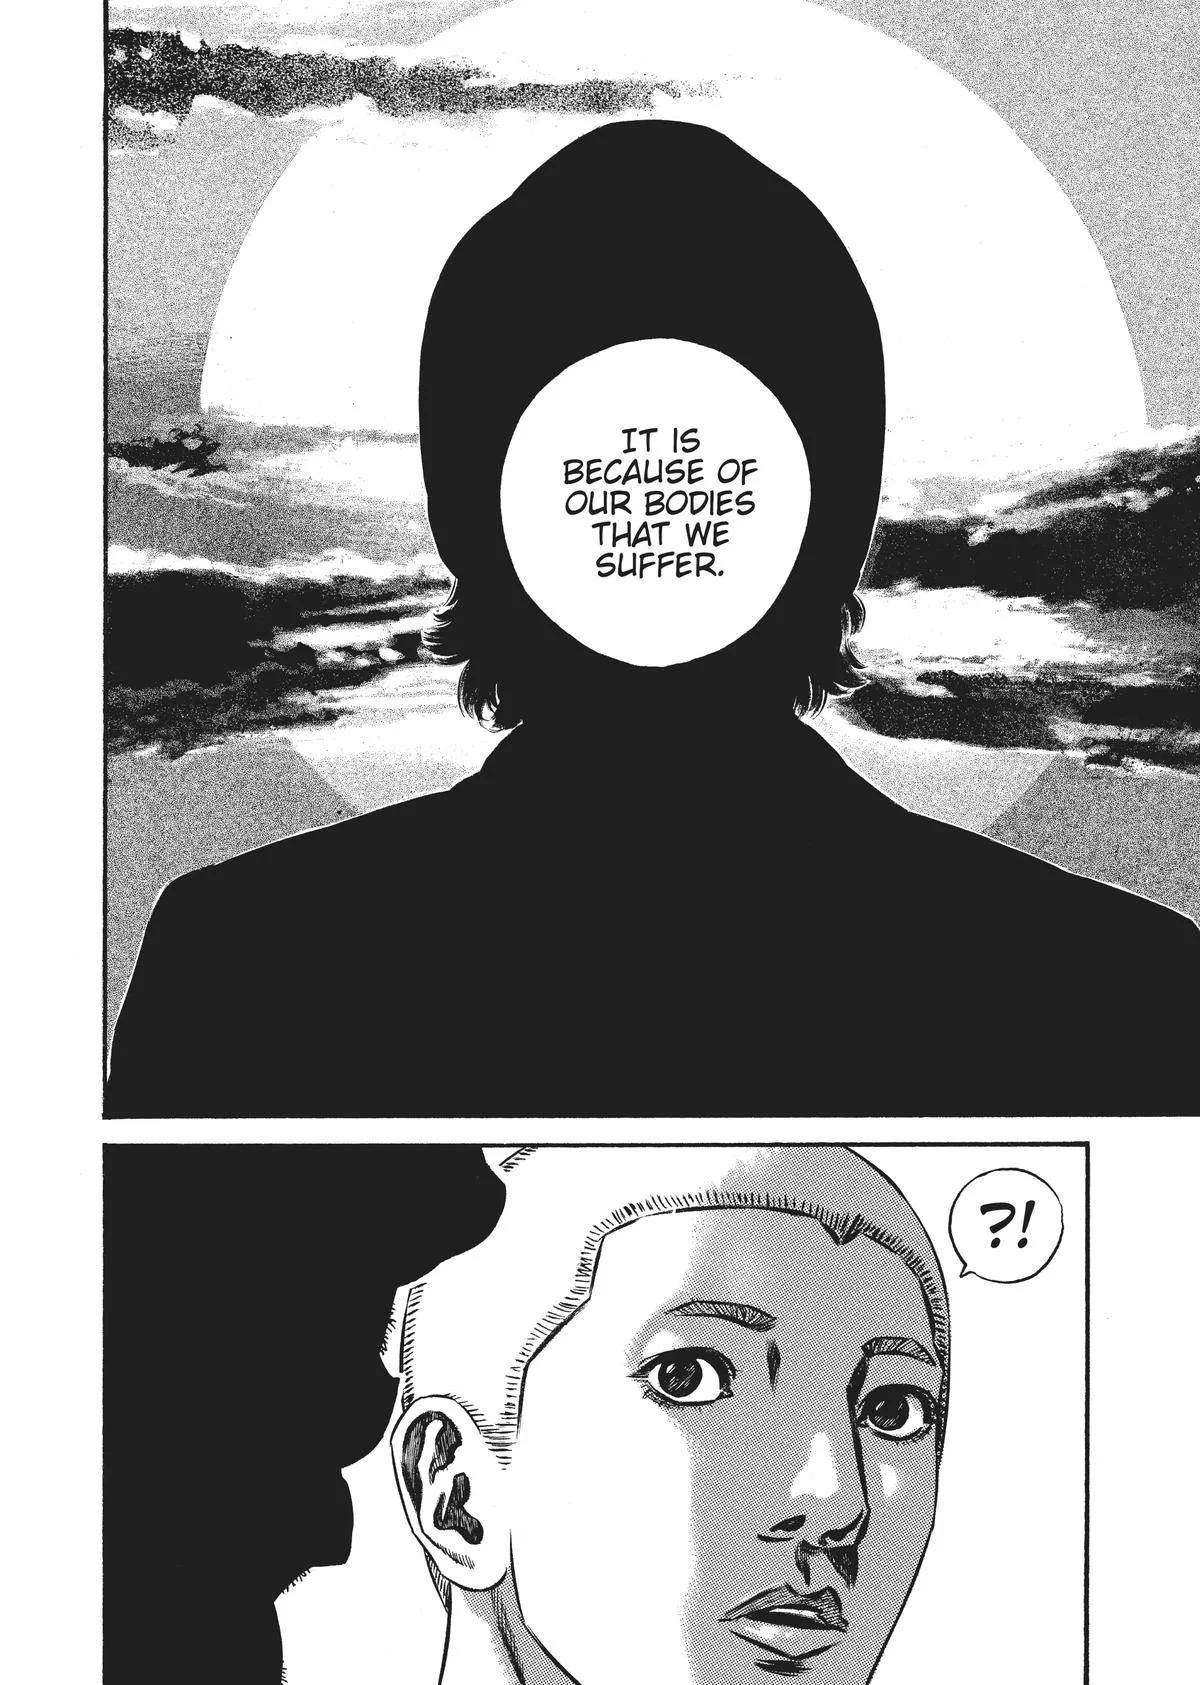 IT IS
BECAUSE OF
OUR BODIES
THAT WE
SUFFER.
?!